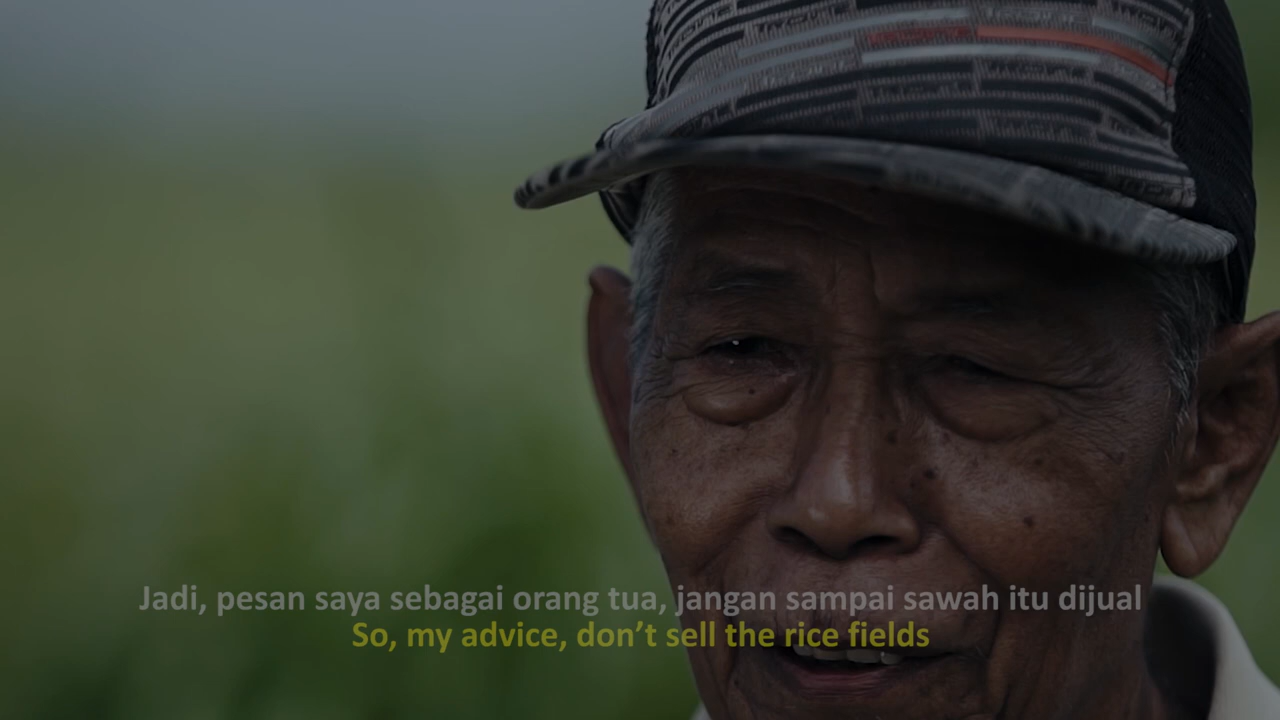 Jadi, pesan saya sebagai orang tua, jangan sampai sawah itu dijual
So, my advice, don’t sell the rice fields